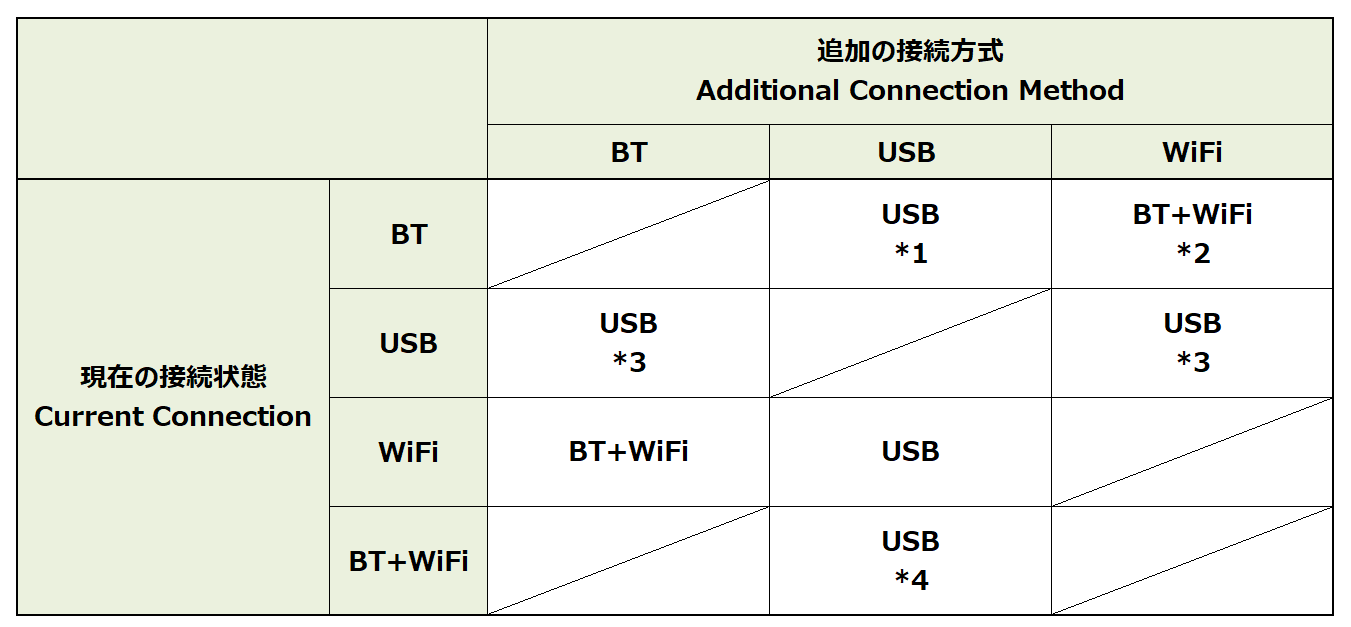 追加の接続方式
Additional Connection Method
BT
USB
WiFi
現在の接続状態
Current Connection
BT
USB
*1
BT+WiFi
*2
USB
USB
*3
USB
*3
WiFi
BT+WiFi
USB
BT+WiFi
USB
*4